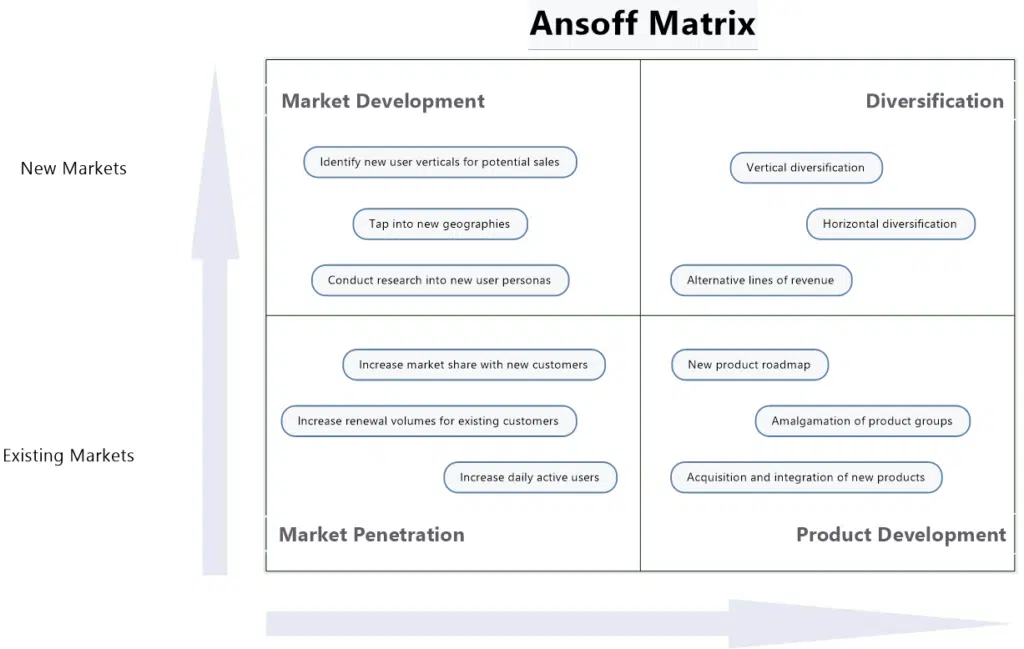 Ansoff Matrix
Market Development
Diversification
New Markets
Identify new user verticals for potential sales
Tap into new geographies
Conduct research into new user personas
Vertical diversification
Horizontal diversification
Alternative lines of revenue
Existing Markets
Increase market share with new customers
Increase renewal volumes for existing customers
Increase daily active users
Market Penetration
New product roadmap
Amalgamation of product groups
Acquisition and integration of new products
Product Development